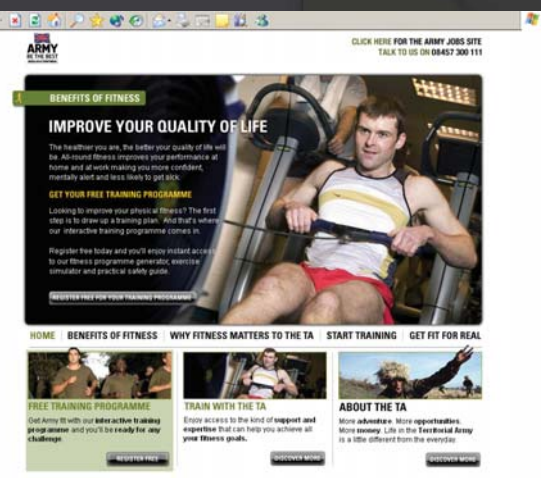 ARMY
BE THE BEST
CLICK HERE FOR THE ARMY JOBS SITE
TALK TO US ON 08457 300 111
BENEFITS OF FITNESS
IMPROVE YOUR QUALITY OF LIFE
The healthier you are, the better your quality of life will
be. All-round fitness improves your performance at
home and at work making you more confident,
mentally alert and less likely to get sick.
GET YOUR FREE TRAINING PROGRAMME
Looking to improve your physical fitness? The first
step is to draw up a training plan. And that's where
our interactive training programme comes in.
Register free today and you'll enjoy instant access
to our fitness programme generator, exercise
simulator and practical safety guide.
REGISTER FREE FOR YOUR TRAINING PROGRAMME
HOME BENEFITS OF FITNESS WHY FITNESS MATTERS TO THE TA START TRAINING GET FIT FOR REAL
FREE TRAINING PROGRAMME
Get Army fit with our interactive training
programme and you'll be ready for any
challenge.
REGISTER FREE
TRAIN WITH THE TA
Enjoy access to the kind of support and
expertise that can help you achieve all
your fitness goals.
DISCOVER MORE
ABOUT THE TA
More adventure. More opportunities.
More money. Life in the Territorial Army
is a little different from the everyday.
DISCOVER MORE